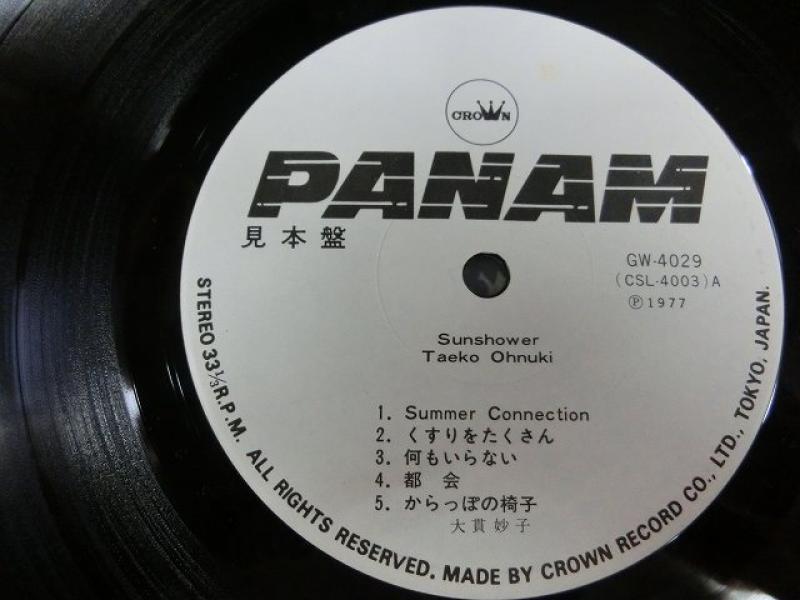 CROWN
PANAM
見本盤
GW-4029
(CSL-4003) A
Ⓟ1977
Sunshower
Taeko Ohnuki
1. Summer Connection
2. くすりをたくさん
3. 何もいらない
4. 都 会
5. からっぽの椅子
大貫妙子
STEREO 33⅓ R.P.M. ALL RIGHTS RESERVED. MADE BY CROWN RECORD CO., LTD., TOKYO, JAPAN.